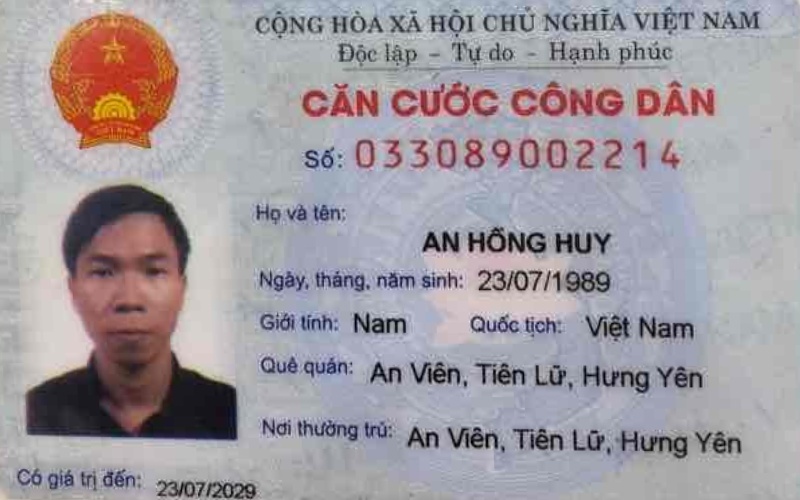 CỘNG HÒA XÃ HỘI CHỦ NGHĨA VIỆT NAM
Độc lập - Tự do - Hạnh phúc
CĂN CƯỚC CÔNG DÂN
Số: 033089002214
Họ và tên:
AN HỒNG HUY
Ngày, tháng, năm sinh: 23/07/1989
Giới tính: Nam Quốc tịch: Việt Nam
Quê quán: An Viên, Tiên Lữ, Hưng Yên
Nơi thường trú: An Viên, Tiên Lữ, Hưng Yên
Có giá trị đến: 23/07/2029